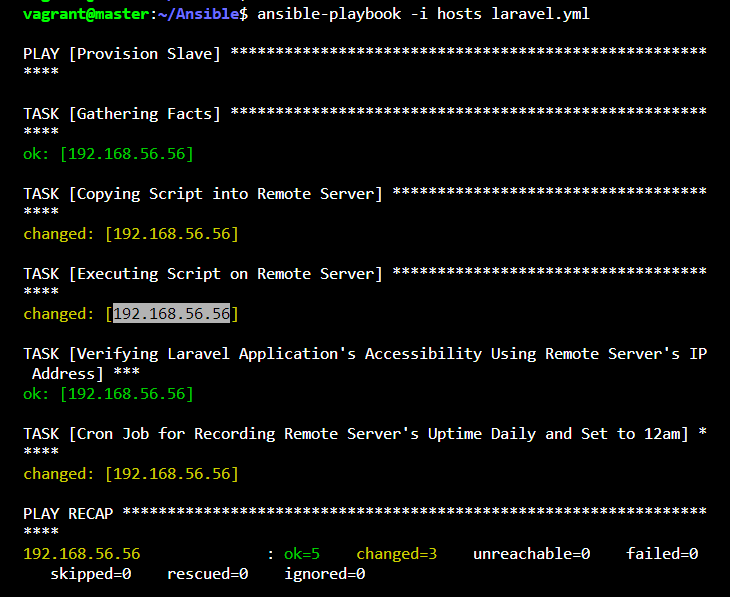 vagrant@master:~/Ansible$ ansible-playbook -i hosts laravel.yml
PLAY [Provision Slave] *****************************************************
****
TASK [Gathering Facts] *****************************************************
****
ok: [192.168.56.56]
TASK [Copying Script into Remote Server] ***********************************
****
changed: [192.168.56.56]
TASK [Executing Script on Remote Server] ***********************************
****
changed: [192.168.56.56]
TASK [Verifying Laravel Application's Accessibility Using Remote Server's IP
 Address] ***
ok: [192.168.56.56]
TASK [Cron Job for Recording Remote Server's Uptime Daily and Set to 12am] *
****
changed: [192.168.56.56]
PLAY RECAP *****************************************************************
****
192.168.56.56              : ok=5    changed=3    unreachable=0    failed=0
   skipped=0    rescued=0    ignored=0